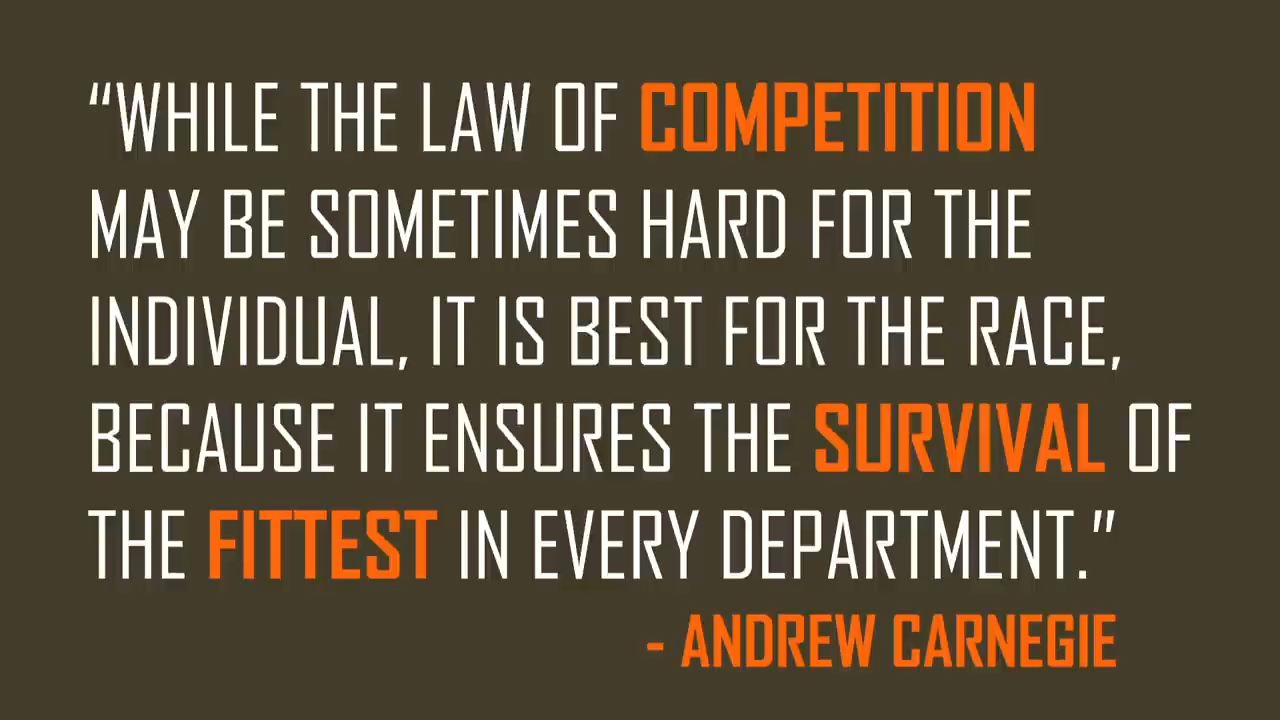 “WHILE THE LAW OF COMPETITION
MAY BE SOMETIMES HARD FOR THE
INDIVIDUAL, IT IS BEST FOR THE RACE,
BECAUSE IT ENSURES THE SURVIVAL OF
THE FITTEST IN EVERY DEPARTMENT.”
- ANDREW CARNEGIE